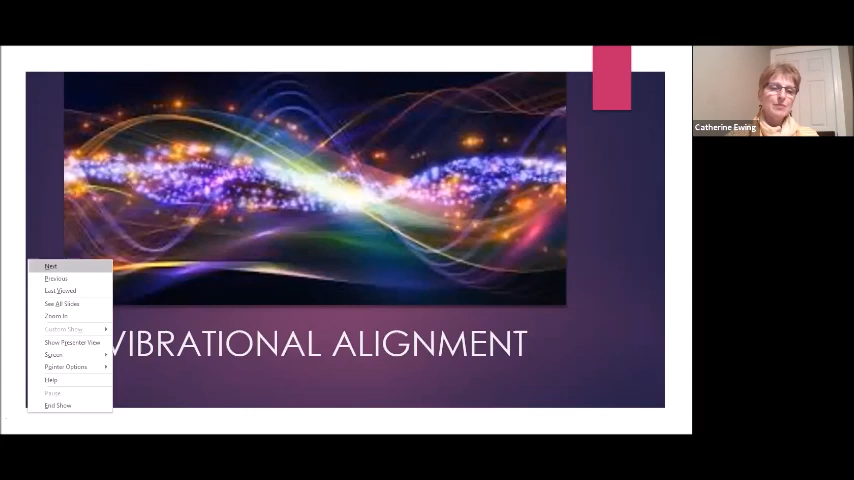 Next
Previous
Last Viewed
See All Slides
Zoom In
Custom Show
Show Presenter View
Screen
Pointer Options
Help
Pause
End Show
VIBRATIONAL ALIGNMENT
Catherine Ewing